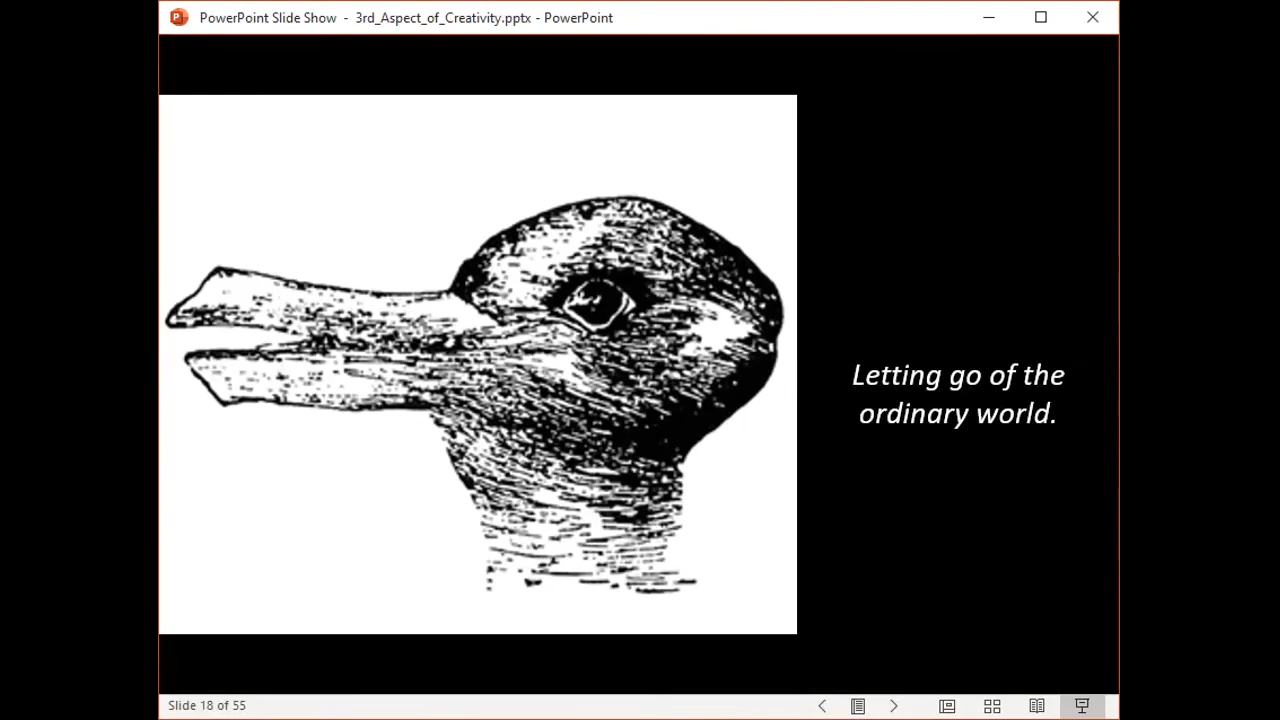 PowerPoint Slide Show - 3rd_Aspect_of_Creativity.pptx - PowerPoint
Letting go of the
ordinary world.
Slide 18 of 55